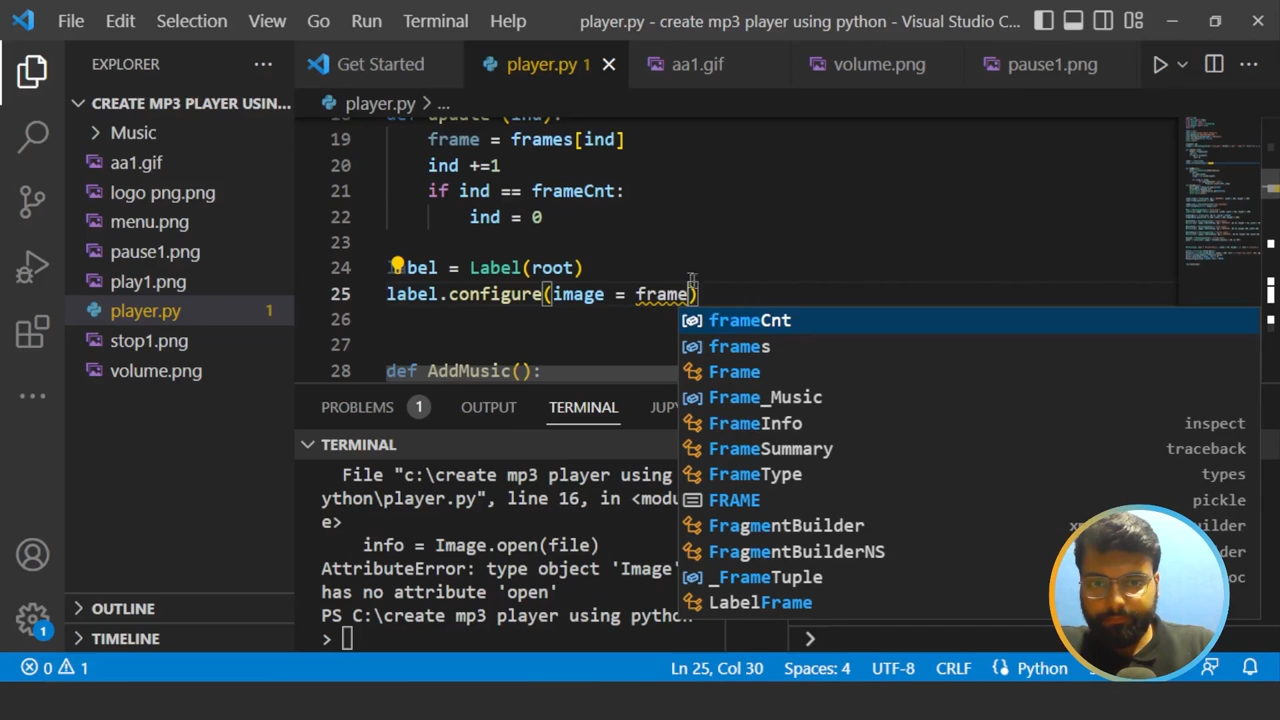 File Edit Selection View Go Run Terminal Help player.py - create mp3 player using python - Visual Studio C...
EXPLORER
CREATE MP3 PLAYER USIN...
Music
aa1.gif
logo png.png
menu.png
pause1.png
play1.png
player.py 1
stop1.png
volume.png
OUTLINE
TIMELINE
1
Get Started player.py 1 aa1.gif volume.png pause1.png
player.py > ...
19 frame = frames[ind]
20 ind +=1
21 if ind == frameCnt:
22 ind = 0
23
24 label = Label(root)
25 label.configure(image = frame)
26
27
28 def AddMusic():
frameCnt
frames
Frame
Frame_Music
FrameInfo inspect
FrameSummary traceback
FrameType types
FRAME pickle
FragmentBuilder
FragmentBuilderNS
_FrameTuple
LabelFrame
PROBLEMS 1 OUTPUT TERMINAL
TERMINAL
File "c:\create mp3 player using
ython\player.py", line 16, in <modu
e>
info = Image.open(file)
AttributeError: type object 'Image'
has no attribute 'open'
PS C:\create mp3 player using python
>
>
0 1 Ln 25, Col 30 Spaces: 4 UTF-8 CRLF Python